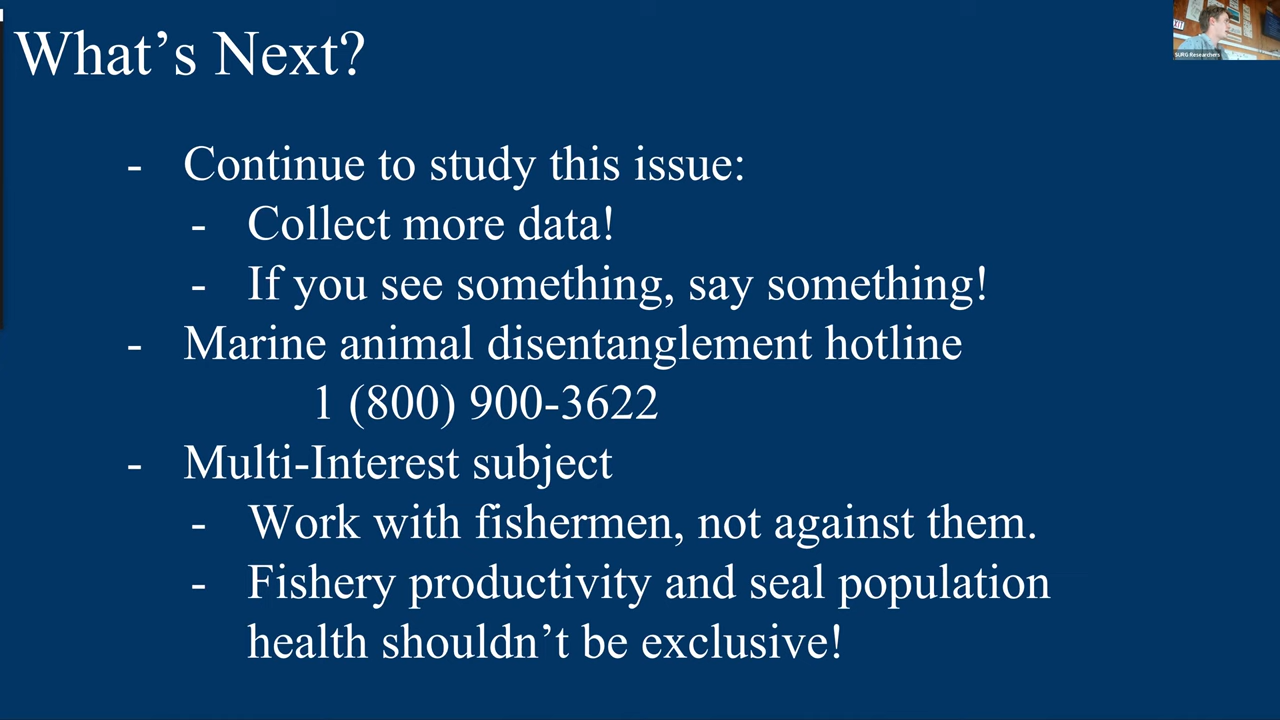 What's Next?
- Continue to study this issue:
- Collect more data!
- If you see something, say something!
- Marine animal disentanglement hotline
1 (800) 900-3622
- Multi-Interest subject
- Work with fishermen, not against them.
- Fishery productivity and seal population
health shouldn't be exclusive!
SURG Researchers